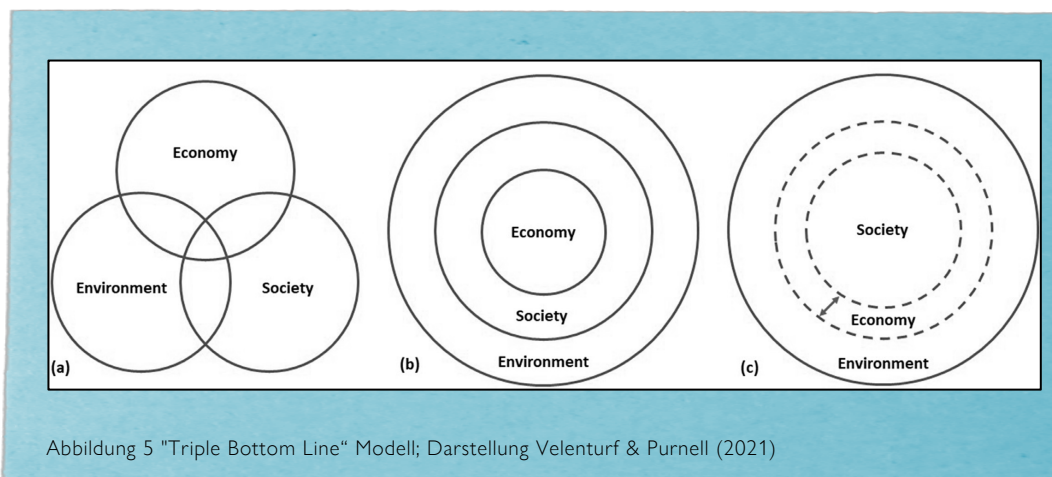 Economy
Environment
Society
(a)
Economy
Society
Environment
(b)
Society
Economy
Environment
(c)
Abbildung 5 "Triple Bottom Line“ Modell; Darstellung Velenturf & Purnell (2021)